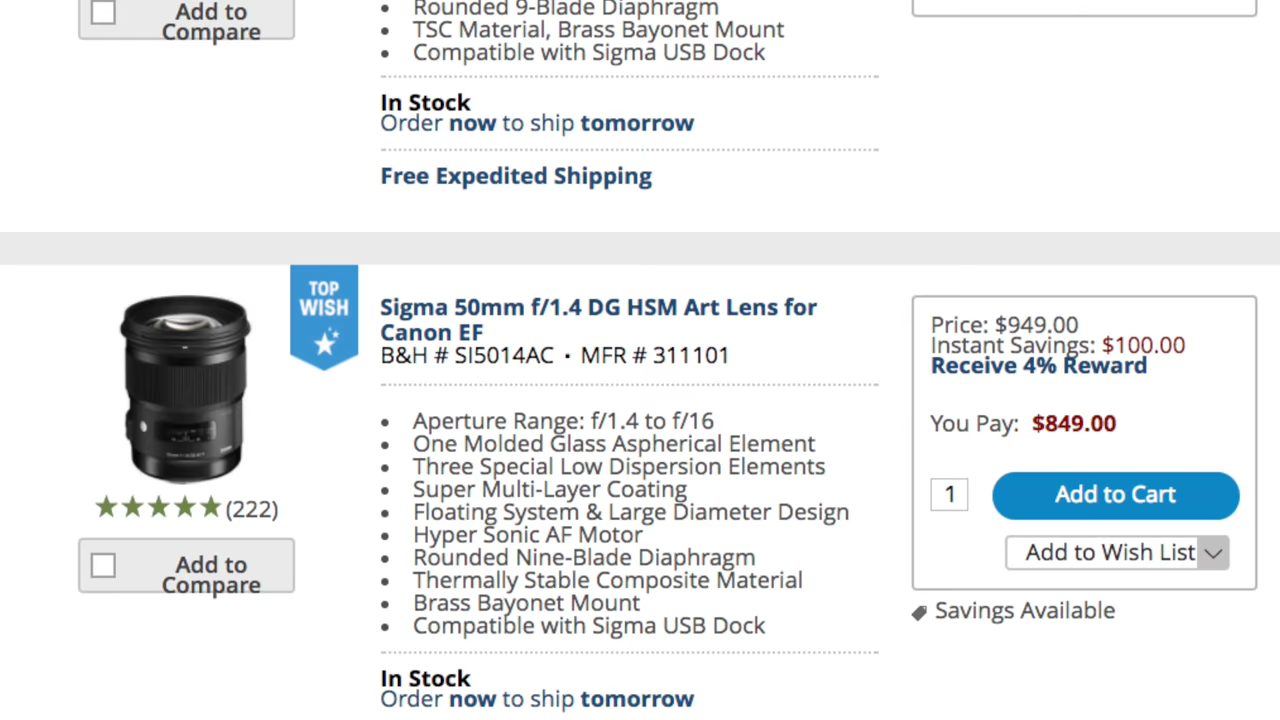 Add to
Compare
Rounded 9-Blade Diaphragm
TSC Material, Brass Bayonet Mount
Compatible with Sigma USB Dock
In Stock
Order now to ship tomorrow
Free Expedited Shipping
TOP
WISH
Sigma 50mm f/1.4 DG HSM Art Lens for
Canon EF
B&H # SI5014AC · MFR # 311101
Aperture Range: f/1.4 to f/16
One Molded Glass Aspherical Element
Three Special Low Dispersion Elements
Super Multi-Layer Coating
Floating System & Large Diameter Design
Hyper Sonic AF Motor
Rounded Nine-Blade Diaphragm
Thermally Stable Composite Material
Brass Bayonet Mount
Compatible with Sigma USB Dock
(222)
Add to
Compare
In Stock
Order now to ship tomorrow
Price: $949.00
Instant Savings: $100.00
Receive 4% Reward
You Pay: $849.00
1
Add to Cart
Add to Wish List
Savings Available